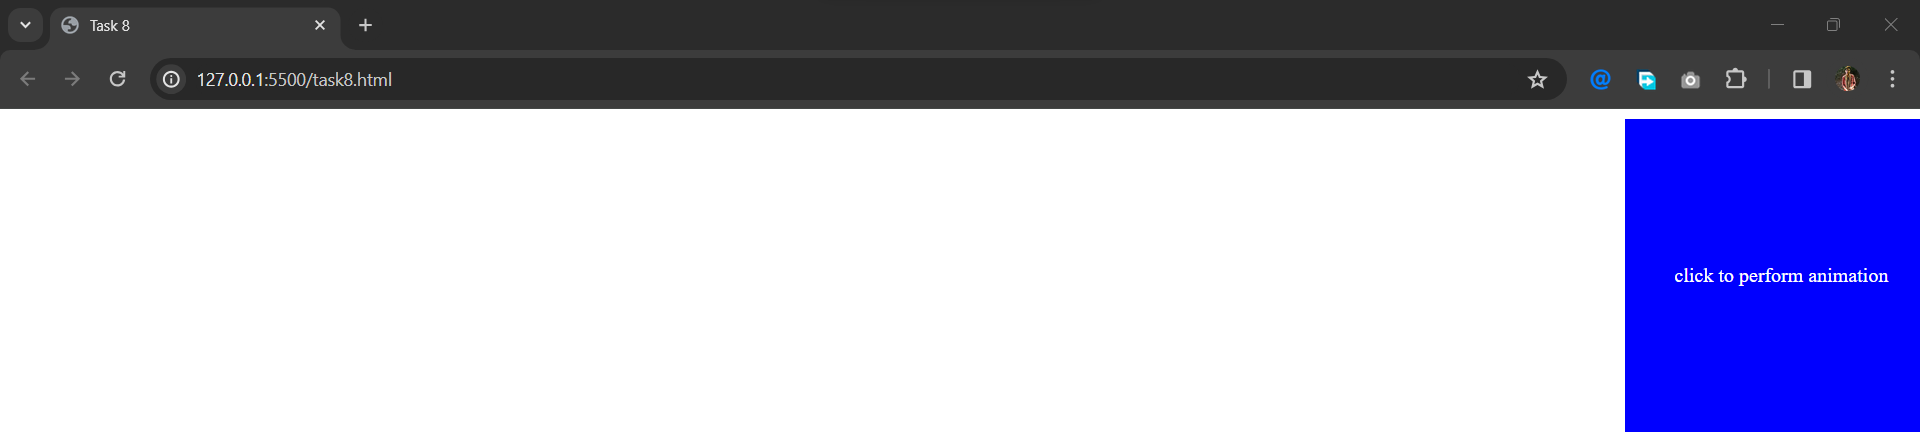 Task 8
127.0.0.1:5500/task8.html
click to perform animation